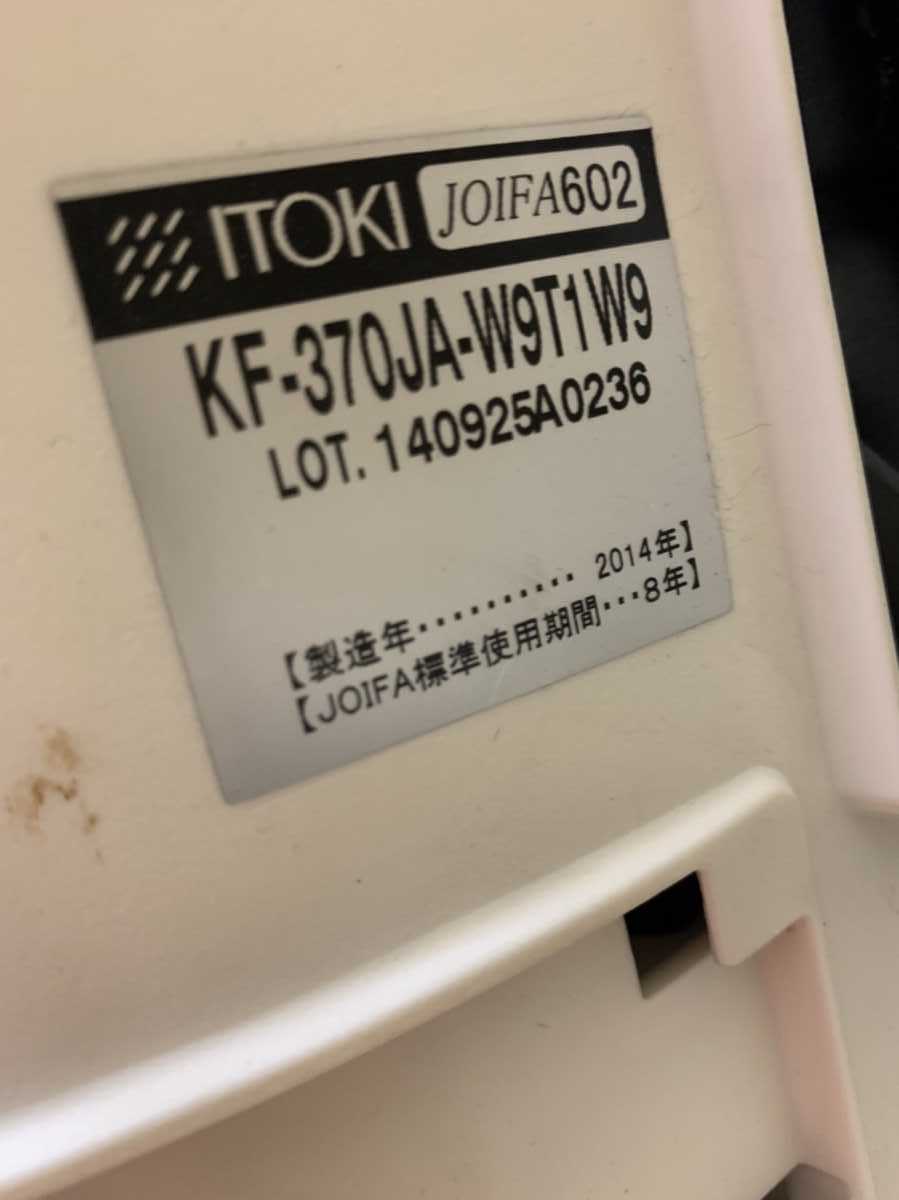 ITOKI JOIFA602
KF-370JA-W9T1W9
LOT. 140925A0236
【製造年・・・・・・・・・・ 2014年】
【JOIFA標準使用期間・・・8年】